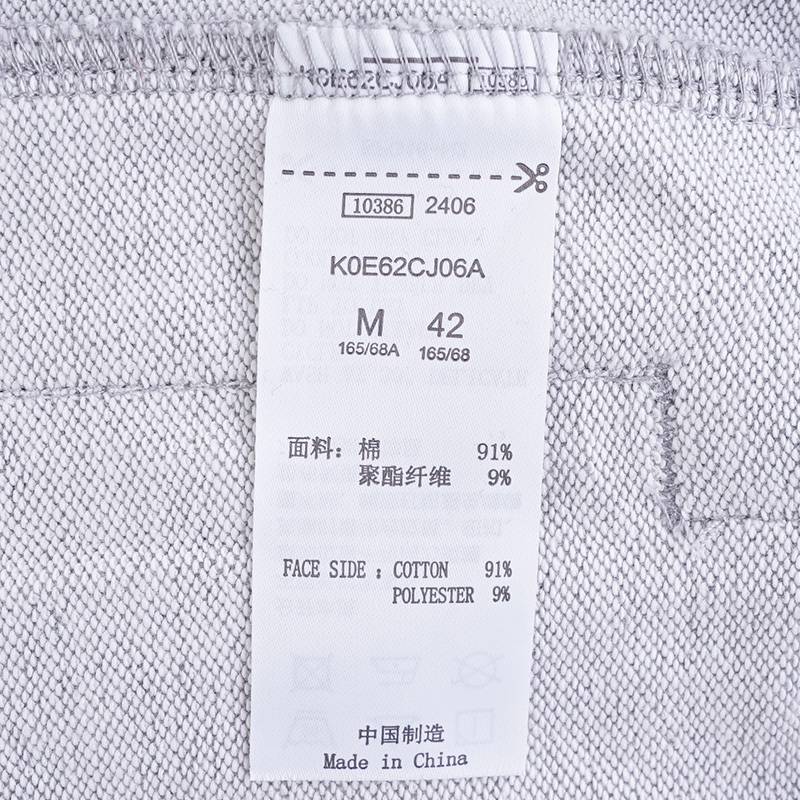 10386 2406
K0E62CJ06A
M 42
165/68A 165/68
面料：棉 91%
聚酯纤维 9%
FACE SIDE : COTTON 91%
POLYESTER 9%
中国制造
Made in China